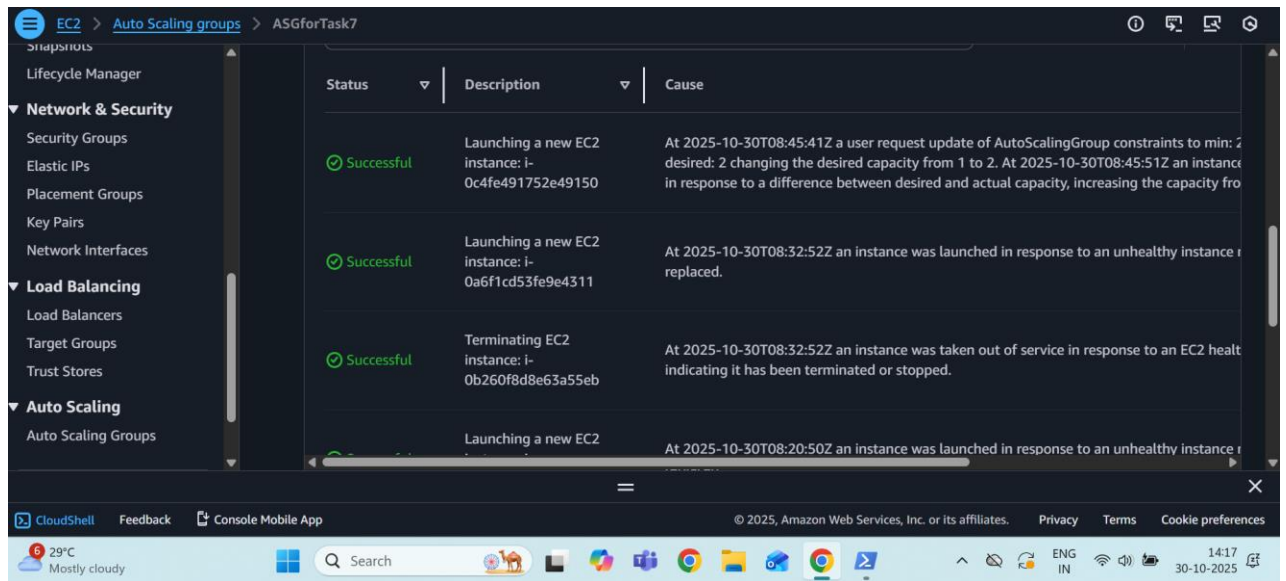 EC2 > Auto Scaling groups > ASGforTask7
Snapshots
Lifecycle Manager
Network & Security
Security Groups
Elastic IPs
Placement Groups
Key Pairs
Network Interfaces
Load Balancing
Load Balancers
Target Groups
Trust Stores
Auto Scaling
Auto Scaling Groups
Status Description Cause
Successful
Launching a new EC2
instance: i-
0c4fe491752e49150
At 2025-10-30T08:45:41Z a user request update of AutoScalingGroup constraints to min: 2
desired: 2 changing the desired capacity from 1 to 2. At 2025-10-30T08:45:51Z an instance
in response to a difference between desired and actual capacity, increasing the capacity fro
Successful
Launching a new EC2
instance: i-
0a6f1cd53fe9e4311
At 2025-10-30T08:32:52Z an instance was launched in response to an unhealthy instance
replaced.
Successful
Terminating EC2
instance: i-
0b260f8d8e63a55eb
At 2025-10-30T08:32:52Z an instance was taken out of service in response to an EC2 healt
indicating it has been terminated or stopped.
Launching a new EC2
At 2025-10-30T08:20:50Z an instance was launched in response to an unhealthy instance
CloudShell Feedback Console Mobile App © 2025, Amazon Web Services, Inc. or its affiliates. Privacy Terms Cookie preferences
6
29°C
Mostly cloudy
Search
ENG
IN
14:17
30-10-2025